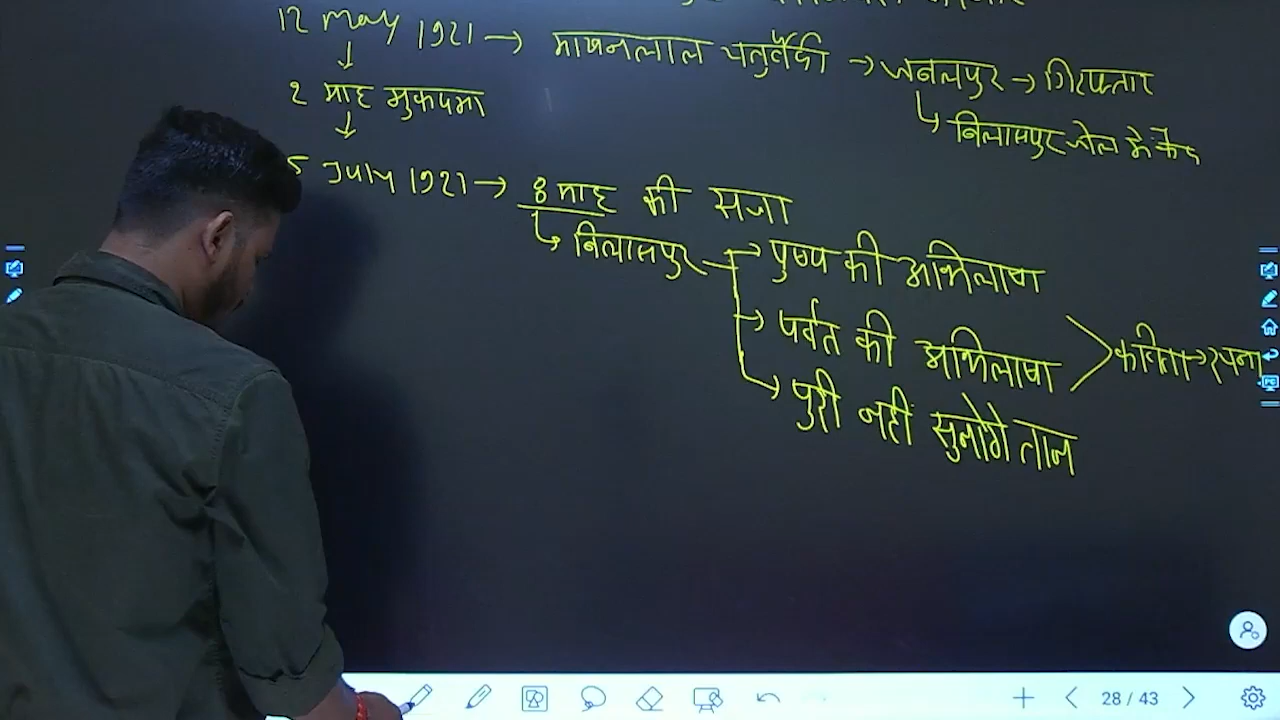 12 May 1921 → माखनलाल चतुर्वेदी → जबलपुर → गिरफ्तार
↓
↳ बिलासपुर जेल में कैद
2 माह मुकदमा
↓
5 July 1921 → 8 माह की सजा
↳ बिलासपुर → पुष्प की अभिलाषा
→ पर्वत की अभिलाषा > कविता → रचना
→ पुरी नहीं सुनोगे तान
28 / 43